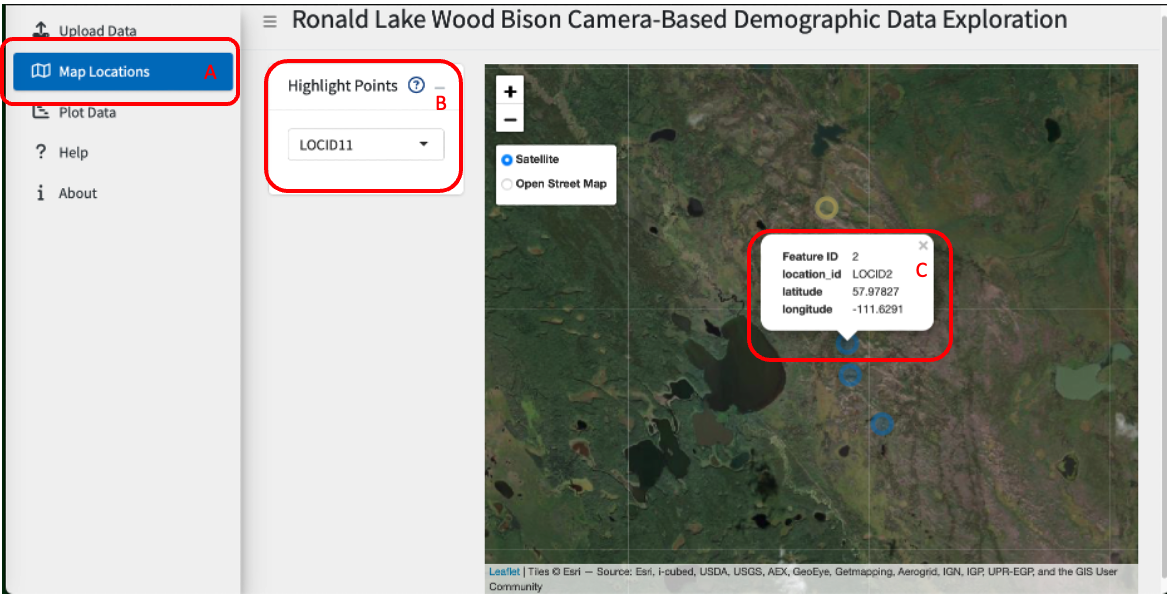 Upload Data
Map Locations
A
Plot Data
? Help
i About
Ronald Lake Wood Bison Camera-Based Demographic Data Exploration
Highlight Points ?
B
LOCID11
+
−
Satellite
Open Street Map
×
Feature ID 2
location_id LOCID2
C
latitude 57.97827
longitude -111.6291
Leaflet | Tiles © Esri — Source: Esri, i-cubed, USDA, USGS, AEX, GeoEye, Getmapping, Aerogrid, IGN, IGP, UPR-EGP, and the GIS User
Community